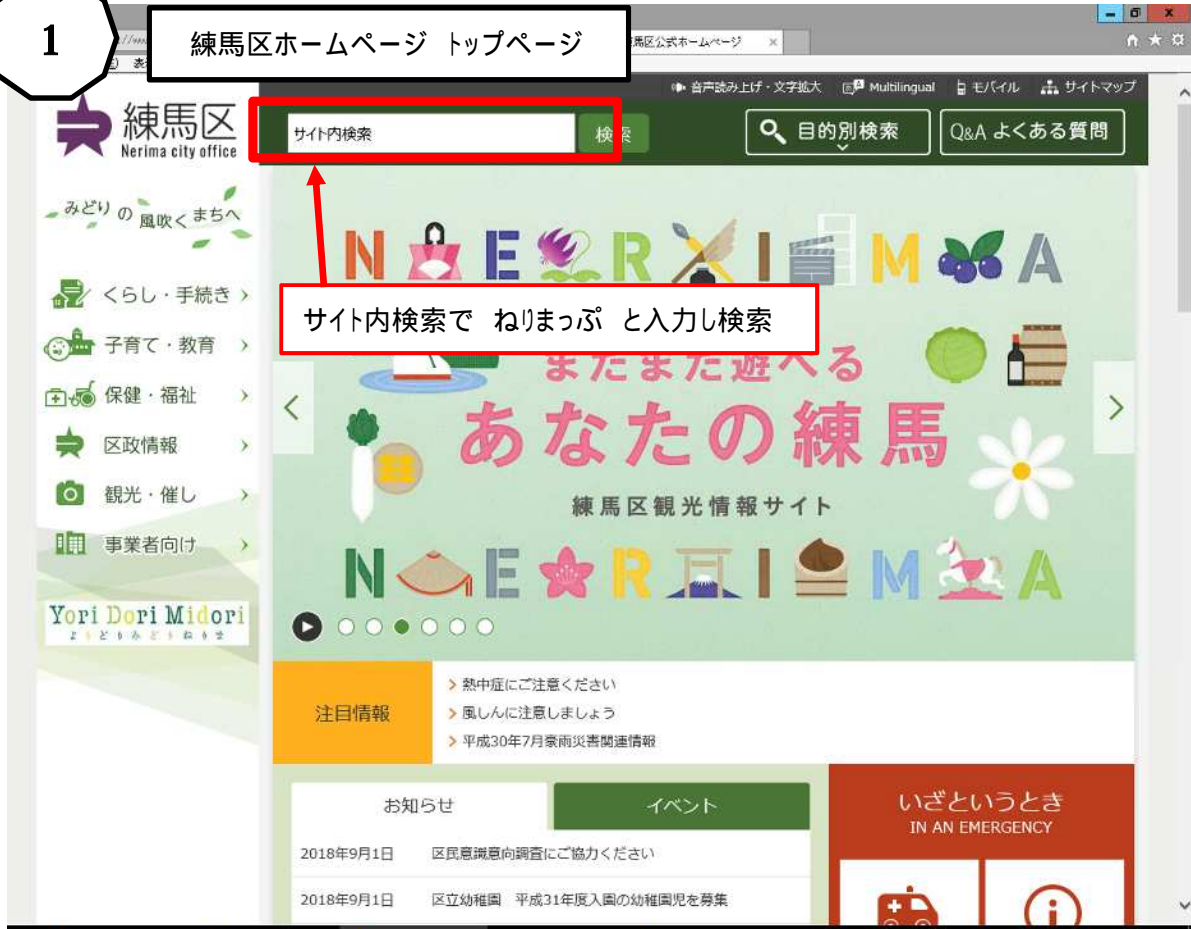 1
練馬区ホームページ トップページ
馬区公式ホームページ
音声読み上げ・文字拡大 Multilingual モバイル サイトマップ
練馬区
Nerima city office
サイト内検索
検索
目的別検索
Q&A よくある質問
みどりの風吹くまちへ
くらし・手続き
子育て・教育
保健・福祉
区政情報
観光・催し
事業者向け
Yori Dori Midori
よりどりみどりねりま
N E R I M A
サイト内検索で ねりまっぷ と入力し検索
まだまだ遊べる
あなたの練馬
練馬区観光情報サイト
N E R I M A
注目情報
熱中症にご注意ください
風しんに注意しましょう
平成30年7月豪雨災害関連情報
お知らせ
イベント
2018年9月1日 区民意識意向調査にご協力ください
2018年9月1日 区立幼稚園 平成31年度入園の幼稚園児を募集
いざというとき
IN AN EMERGENCY